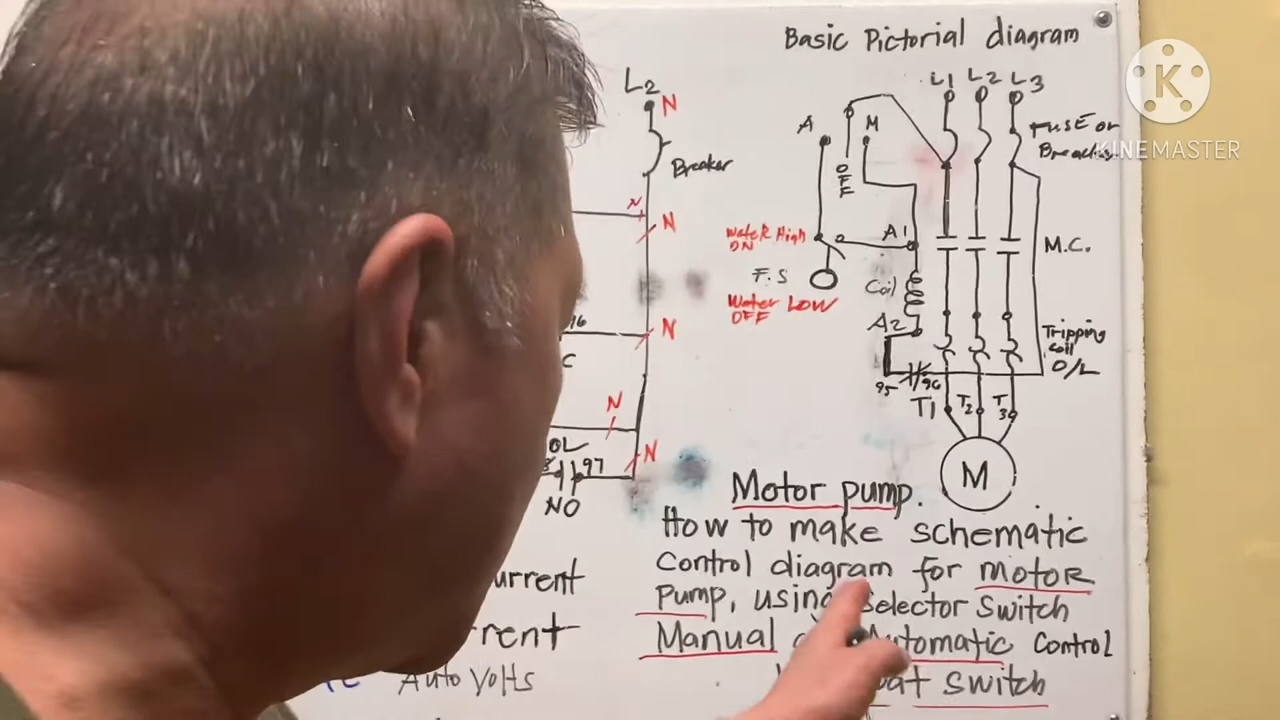 Basic Pictorial diagram
L2
N
Breaker
N
N
N
N
N
16
C
OL
97
NO
urrent
rrent
Auto Volts
L1 L2 L3
Fuse or
A
M
OFF
Water High
ON
F.S
Water Low
OFF
A1
Coil
A2
95
96
M.C.
Tripping
coil
O/L
T1 T2 T3
M
Motor pump.
How to make schematic
Control diagram for Motor
Pump, using Selector Switch
Manual Automatic Control
Switch
K
KINEMASTER